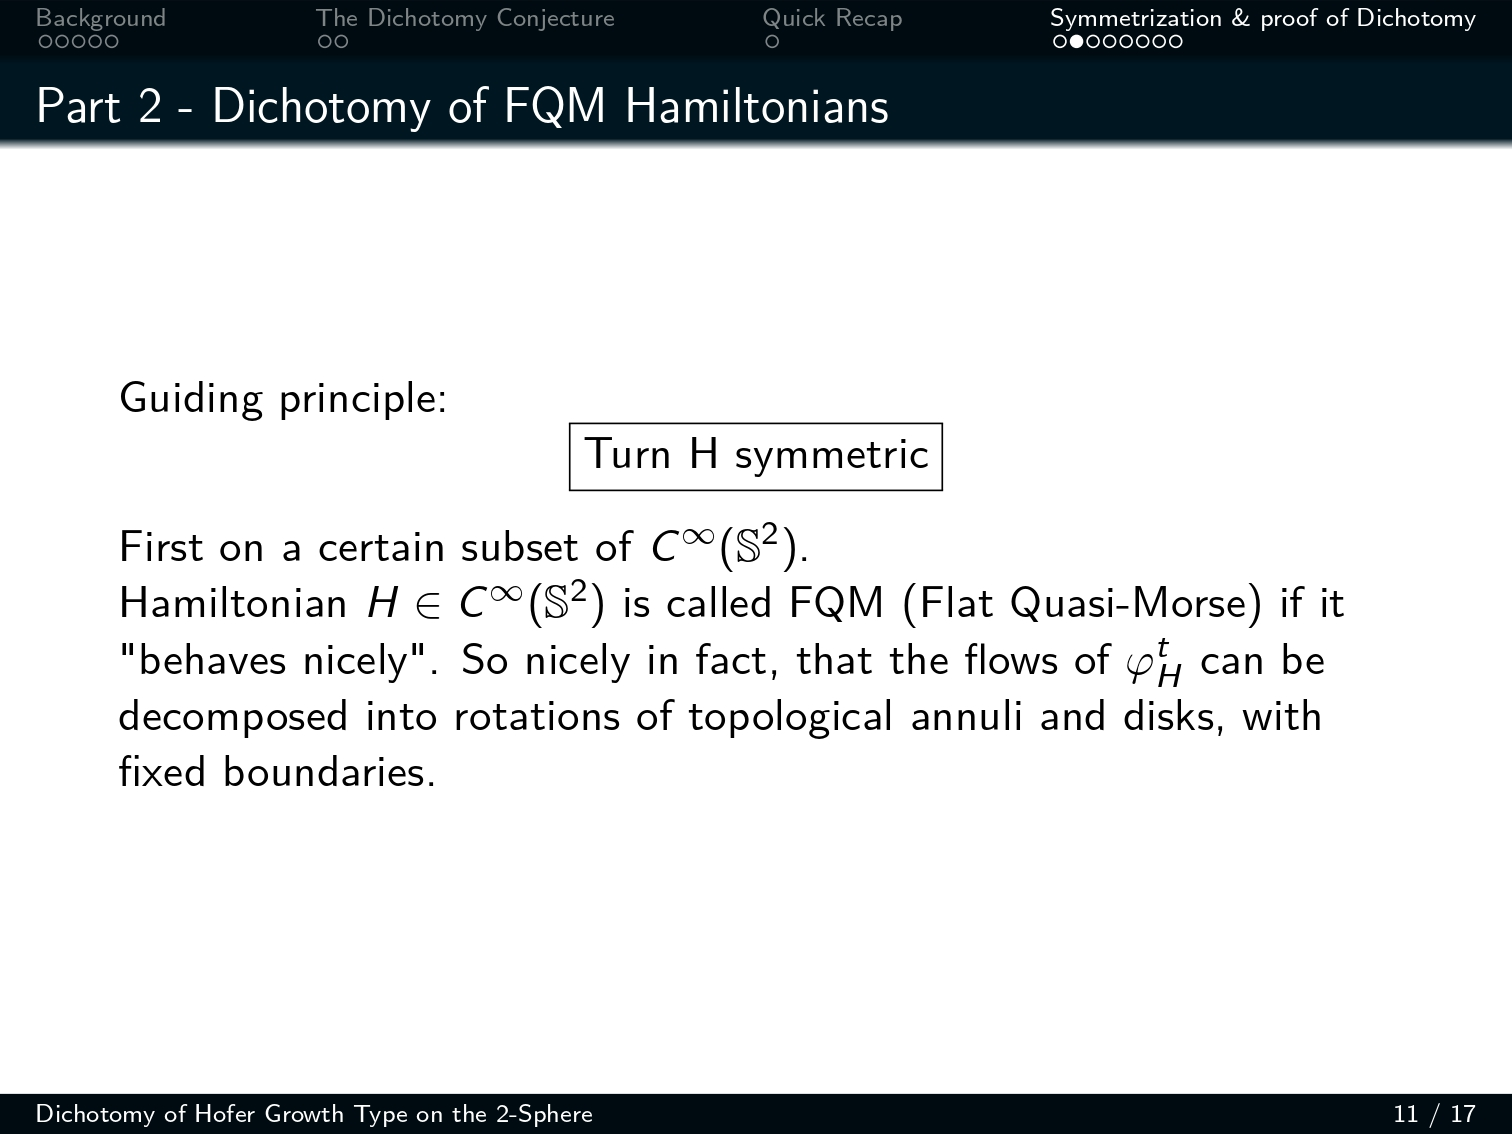 Background The Dichotomy Conjecture Quick Recap Symmetrization & proof of Dichotomy
Part 2 - Dichotomy of FQM Hamiltonians
Guiding principle:
Turn H symmetric
First on a certain subset of C^∞(𝕊²).
Hamiltonian H ∈ C^∞(𝕊²) is called FQM (Flat Quasi-Morse) if it
"behaves nicely". So nicely in fact, that the flows of φ_H^t can be
decomposed into rotations of topological annuli and disks, with
fixed boundaries.
Dichotomy of Hofer Growth Type on the 2-Sphere 11 / 17